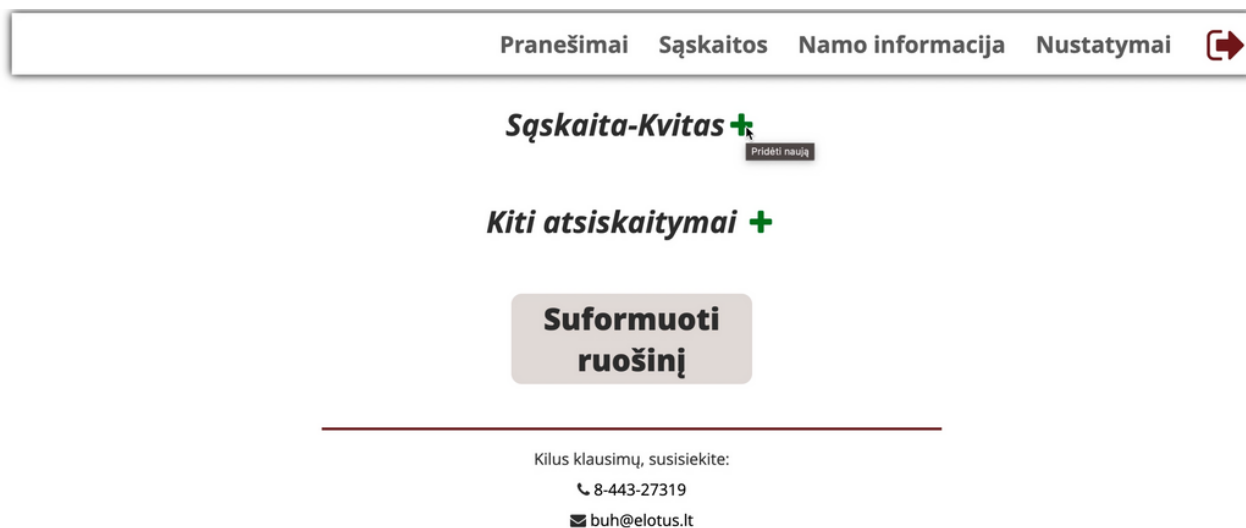 Pranešimai Sąskaitos Namo informacija Nustatymai
Sąskaita-Kvitas
Pridėti naują
Kiti atsiskaitymai
Suformuoti
ruošinį
Kilus klausimų, susisiekite:
8-443-27319
buh@elotus.lt